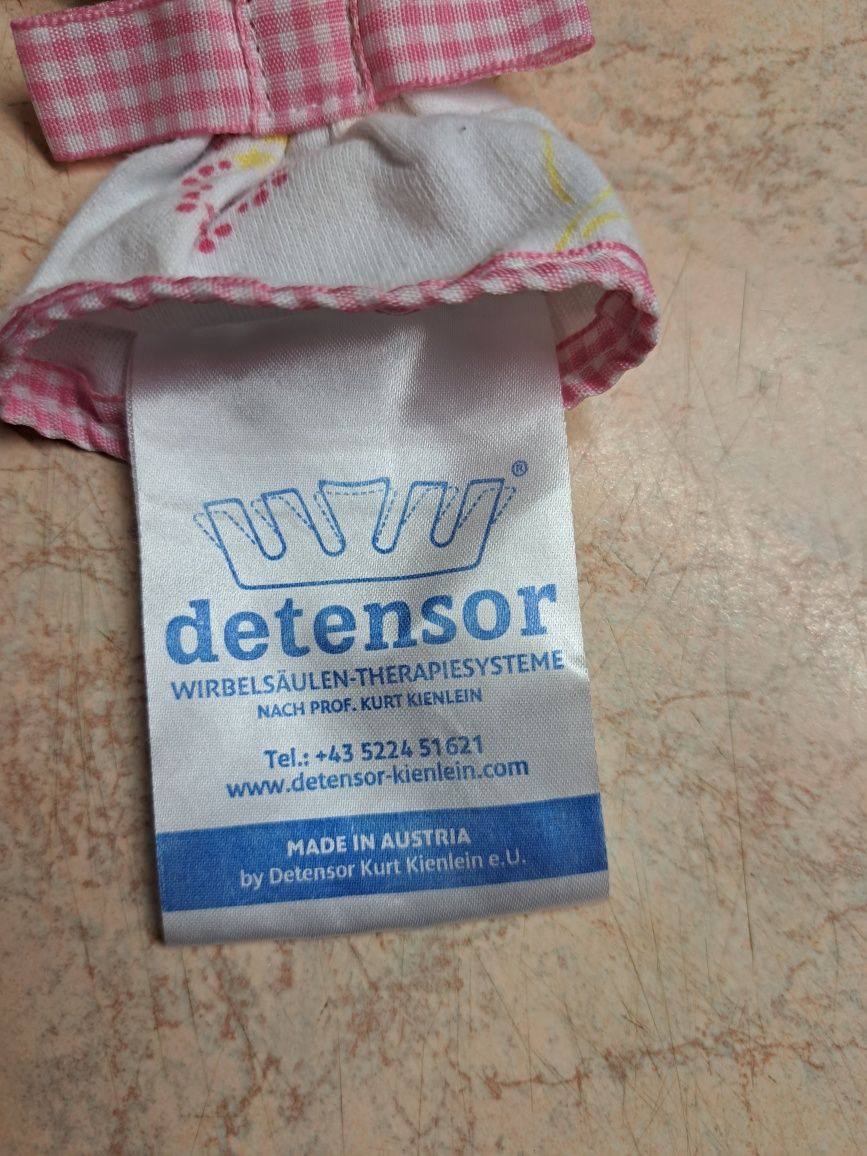 ®
detensor
WIRBELSÄULEN-THERAPIESYSTEME
NACH PROF. KURT KIENLEIN
Tel.: +43 5224 51621
www.detensor-kienlein.com
MADE IN AUSTRIA
by Detensor Kurt Kienlein e.U.